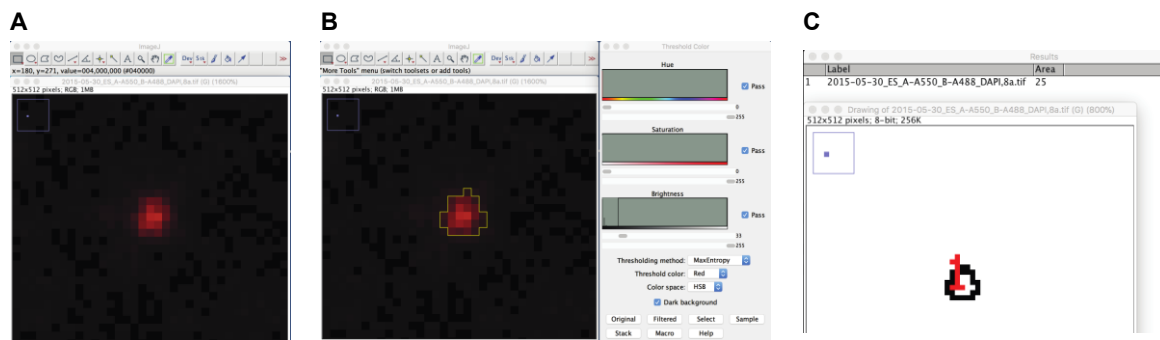 A
B
C
ImageJ
Dev
Stk
x=180, y=271, value=004,000,000 (#040000)
2015-05-30_ES_A-A550_B-A488_DAPI,8a.tif (G) (1600%)
512x512 pixels; RGB; 1MB
ImageJ
Dev
Stk
"More Tools" menu (switch toolsets or add tools)
2015-05-30_ES_A-A550_B-A488_DAPI,8a.tif (G) (1600%)
512x512 pixels; RGB; 1MB
Threshold Color
Hue
Pass
0
255
Saturation
Pass
0
255
Brightness
Pass
33
255
Thresholding method: MaxEntropy
Threshold color: Red
Color space: HSB
Dark background
Original Filtered Select Sample
Stack Macro Help
Results
Label Area
1 2015-05-30_ES_A-A550_B-A488_DAPI,8a.tif 25
Drawing of 2015-05-30_ES_A-A550_B-A488_DAPI,8a.tif (G) (800%)
512x512 pixels; 8-bit; 256K
1